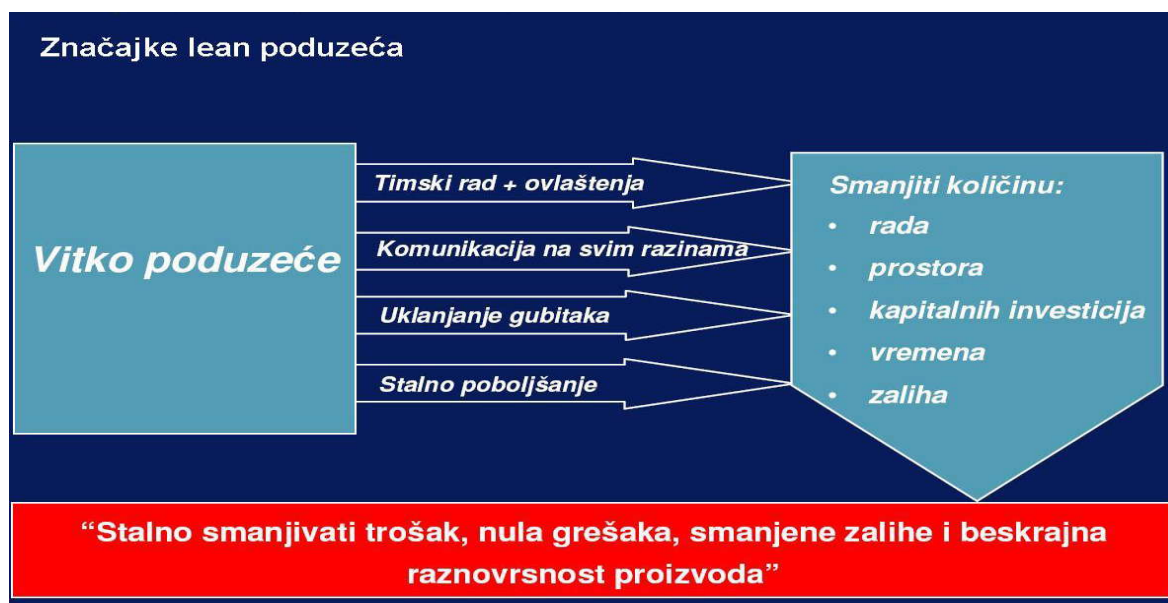 Značajke lean poduzeća
Vitko poduzeće
Timski rad + ovlaštenja
Komunikacija na svim razinama
Uklanjanje gubitaka
Stalno poboljšanje
Smanjiti količinu:
• rada
• prostora
• kapitalnih investicija
• vremena
• zaliha
“Stalno smanjivati trošak, nula grešaka, smanjene zalihe i beskrajna
raznovrsnost proizvoda”